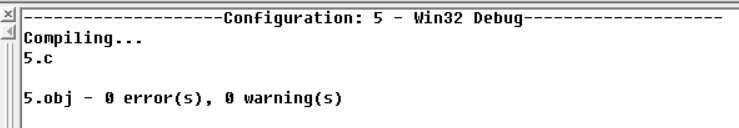 --------------------Configuration: 5 - Win32 Debug--------------------
Compiling...
5.c
5.obj - 0 error(s), 0 warning(s)